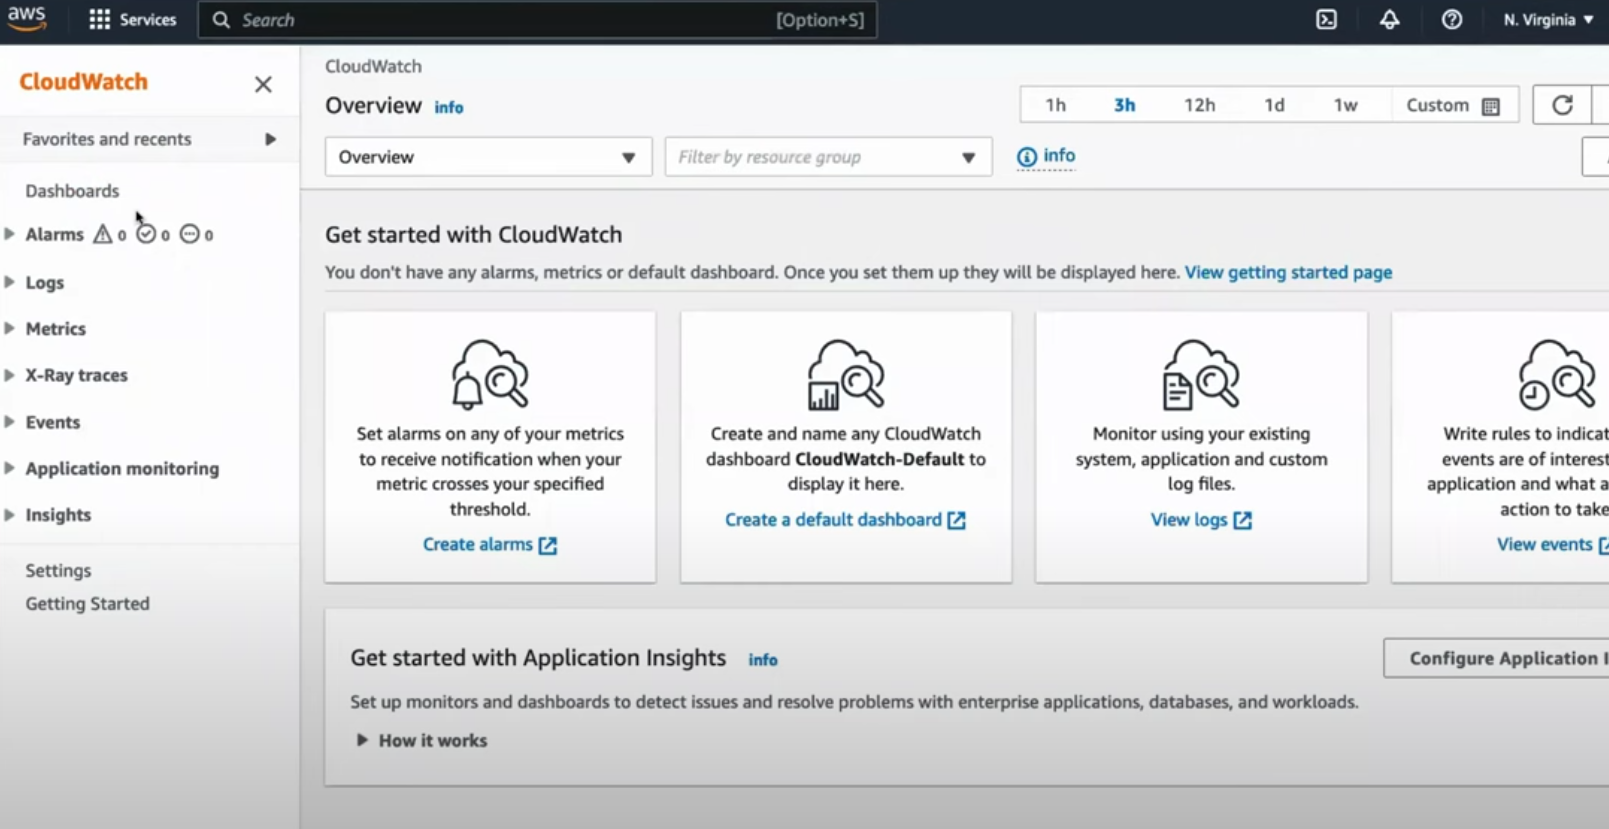 aws
Services
Search
[Option+S]
N. Virginia
CloudWatch
Favorites and recents
Dashboards
Alarms 0 0 0
Logs
Metrics
X-Ray traces
Events
Application monitoring
Insights
Settings
Getting Started
CloudWatch
Overview info
1h 3h 12h 1d 1w Custom
Overview
Filter by resource group
info
Get started with CloudWatch
You don't have any alarms, metrics or default dashboard. Once you set them up they will be displayed here. View getting started page
Set alarms on any of your metrics
to receive notification when your
metric crosses your specified
threshold.
Create alarms
Create and name any CloudWatch
dashboard CloudWatch-Default to
display it here.
Create a default dashboard
Monitor using your existing
system, application and custom
log files.
View logs
Write rules to indicat
events are of interest
application and what a
action to take
View events
Get started with Application Insights info
Configure Application I
Set up monitors and dashboards to detect issues and resolve problems with enterprise applications, databases, and workloads.
How it works